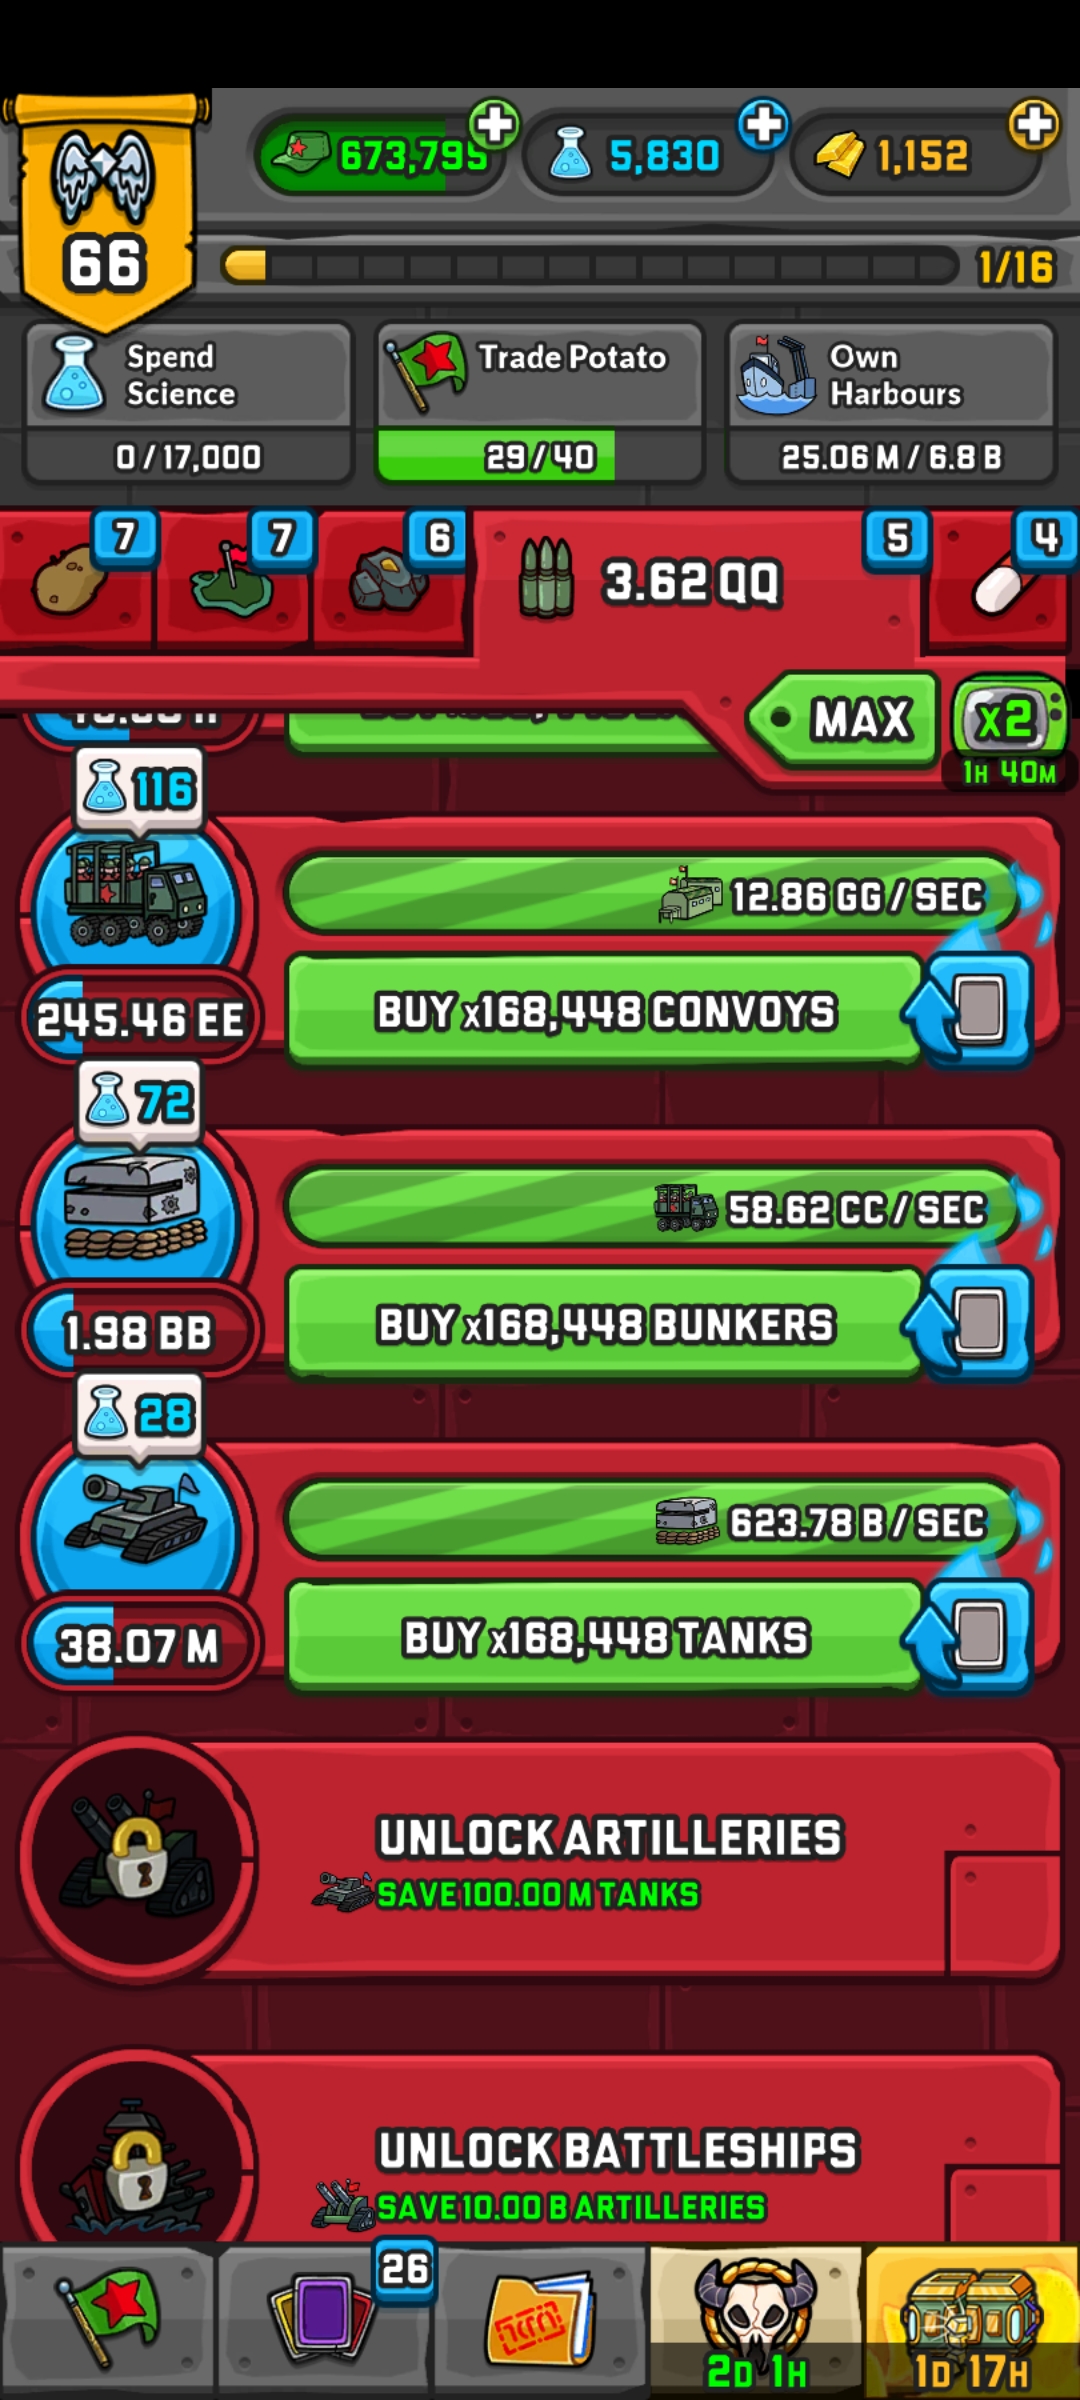 673,795
5,830
1,152
66
1/16
Spend
Science
0/17,000
Trade Potato
29/40
Own
Harbours
25.06 M / 6.8 B
7
7
6
3.62 QQ
5
4
MAX
x2
1H 40M
116
12.86 GG / SEC
BUY x168,448 CONVOYS
245.46 EE
72
58.62 CC / SEC
BUY x168,448 BUNKERS
1.98 BB
28
623.78 B / SEC
BUY x168,448 TANKS
38.07 M
UNLOCK ARTILLERIES
SAVE 100.00 M TANKS
UNLOCK BATTLESHIPS
SAVE 10.00 B ARTILLERIES
26
2D 1H
1D 17H